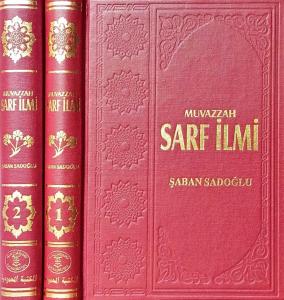 MUVAZZAH
SARF İLMİ
ŞABAN SADOĞLU
2
MUVAZZAH
SARF İLMİ
ŞABAN SADOĞLU
1
MUVAZZAH
SARF İLMİ
ŞABAN SADOĞLU